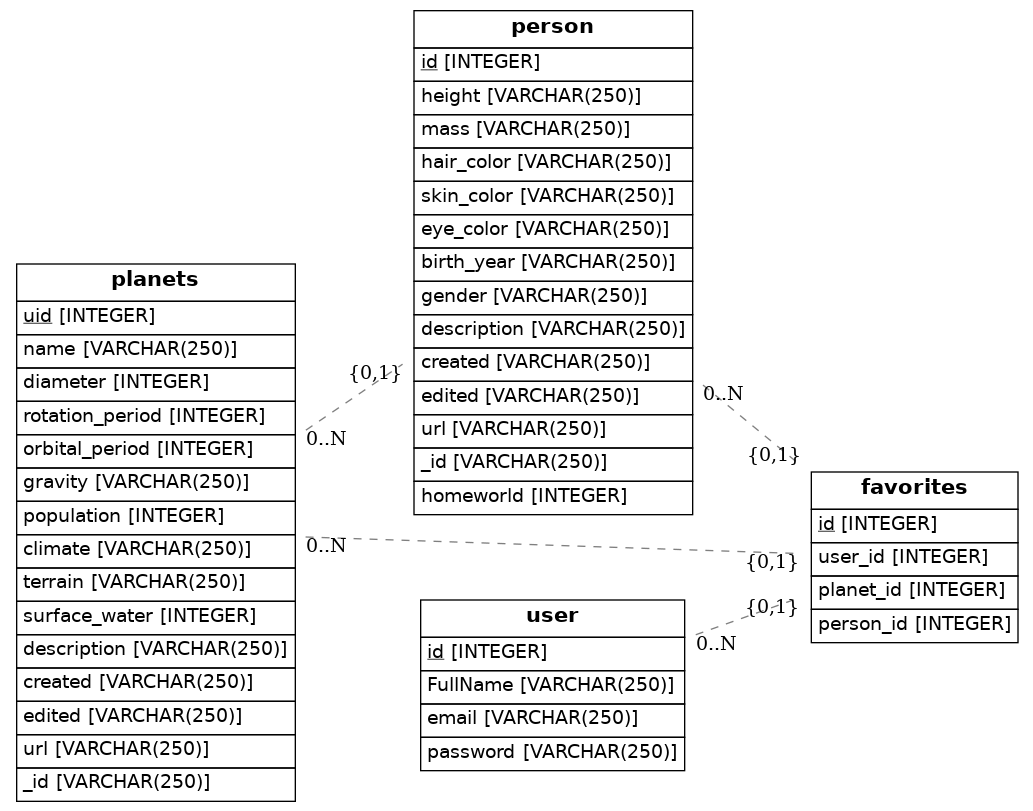 person
id [INTEGER]
height [VARCHAR(250)]
mass [VARCHAR(250)]
hair_color [VARCHAR(250)]
skin_color [VARCHAR(250)]
eye_color [VARCHAR(250)]
birth_year [VARCHAR(250)]
gender [VARCHAR(250)]
description [VARCHAR(250)]
created [VARCHAR(250)]
edited [VARCHAR(250)]
url [VARCHAR(250)]
_id [VARCHAR(250)]
homeworld [INTEGER]
planets
uid [INTEGER]
name [VARCHAR(250)]
diameter [INTEGER]
rotation_period [INTEGER]
orbital_period [INTEGER]
gravity [VARCHAR(250)]
population [INTEGER]
climate [VARCHAR(250)]
terrain [VARCHAR(250)]
surface_water [INTEGER]
description [VARCHAR(250)]
created [VARCHAR(250)]
edited [VARCHAR(250)]
url [VARCHAR(250)]
_id [VARCHAR(250)]
{0,1}
0..N
0..N
{0,1}
0..N
{0,1}
{0,1}
0..N
favorites
id [INTEGER]
user_id [INTEGER]
planet_id [INTEGER]
person_id [INTEGER]
user
id [INTEGER]
FullName [VARCHAR(250)]
email [VARCHAR(250)]
password [VARCHAR(250)]